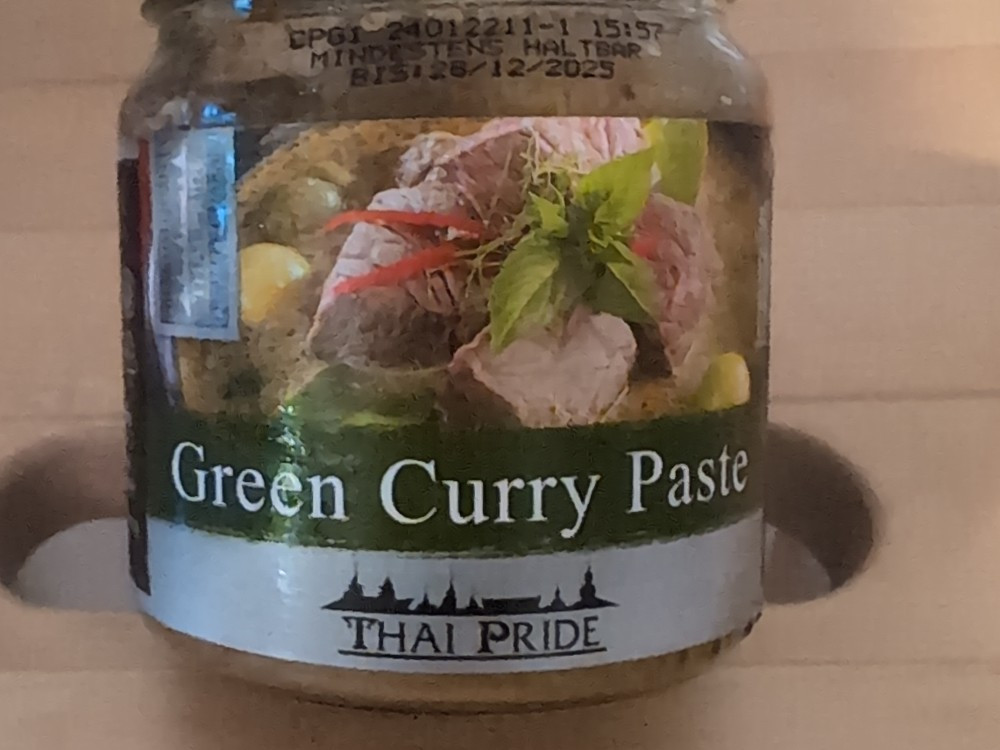 CPGI 24012211-1 15:57
MINDESTENS HALTBAR
BIS:28/12/2025
Green Curry Paste
THAI PRIDE